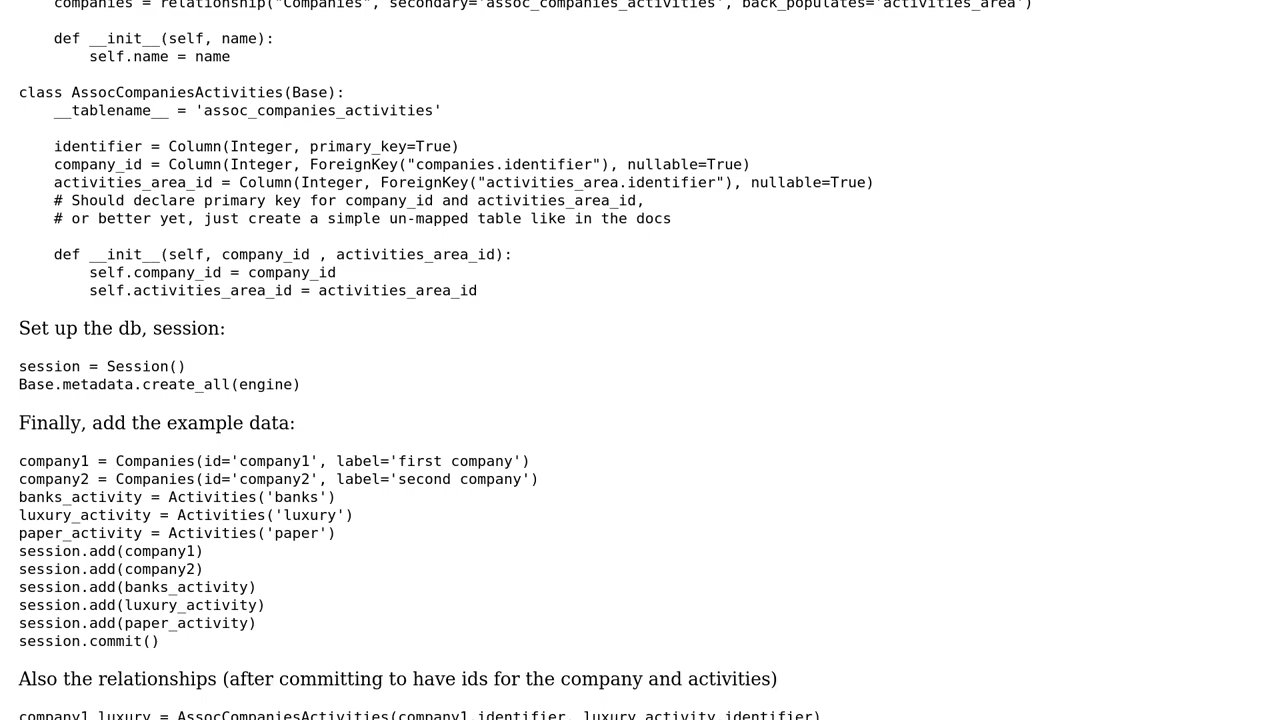 companies = relationship("Companies", secondary='assoc_companies_activities', back_populates='activities_area')
def __init__(self, name):
self.name = name
class AssocCompaniesActivities(Base):
__tablename__ = 'assoc_companies_activities'
identifier = Column(Integer, primary_key=True)
company_id = Column(Integer, ForeignKey("companies.identifier"), nullable=True)
activities_area_id = Column(Integer, ForeignKey("activities_area.identifier"), nullable=True)
# Should declare primary key for company_id and activities_area_id,
# or better yet, just create a simple un-mapped table like in the docs
def __init__(self, company_id , activities_area_id):
self.company_id = company_id
self.activities_area_id = activities_area_id
Set up the db, session:
session = Session()
Base.metadata.create_all(engine)
Finally, add the example data:
company1 = Companies(id='company1', label='first company')
company2 = Companies(id='company2', label='second company')
banks_activity = Activities('banks')
luxury_activity = Activities('luxury')
paper_activity = Activities('paper')
session.add(company1)
session.add(company2)
session.add(banks_activity)
session.add(luxury_activity)
session.add(paper_activity)
session.commit()
Also the relationships (after committing to have ids for the company and activities)
company1_luxury = AssocCompaniesActivities(company1.identifier, luxury_activity.identifier)